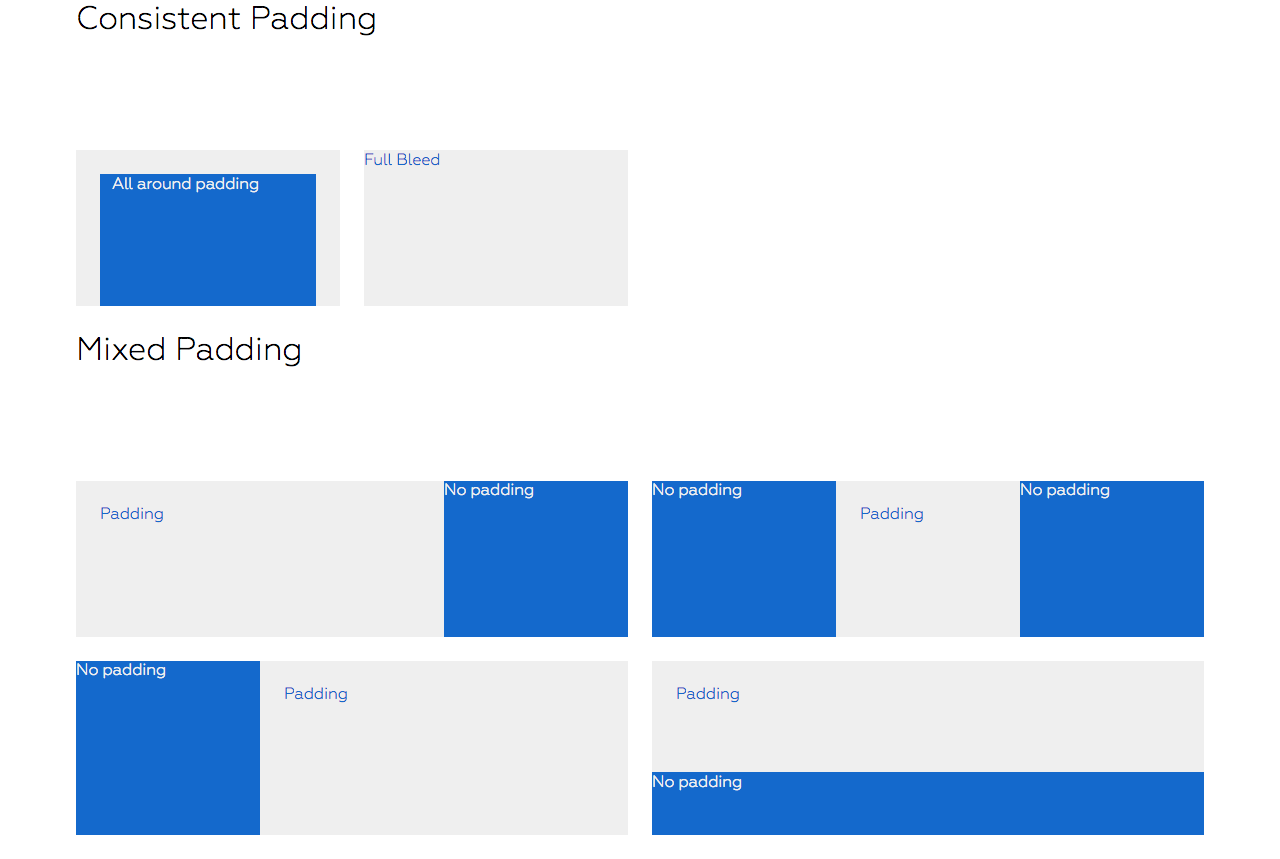 Consistent Padding
All around padding
Full Bleed
Mixed Padding
Padding
No padding
No padding
Padding
No padding
No padding
Padding
Padding
No padding